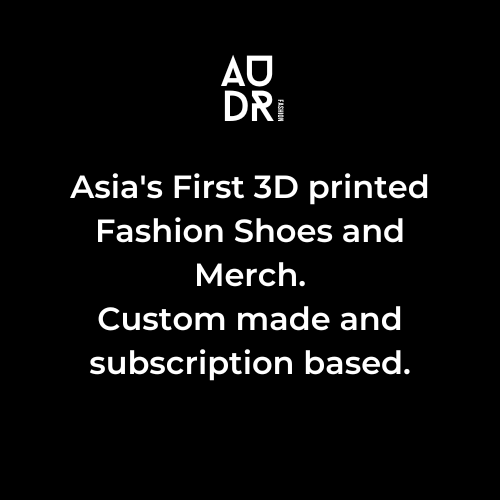 AU
DR FASHION
Asia's First 3D printed
Fashion Shoes and
Merch.
Custom made and
subscription based.